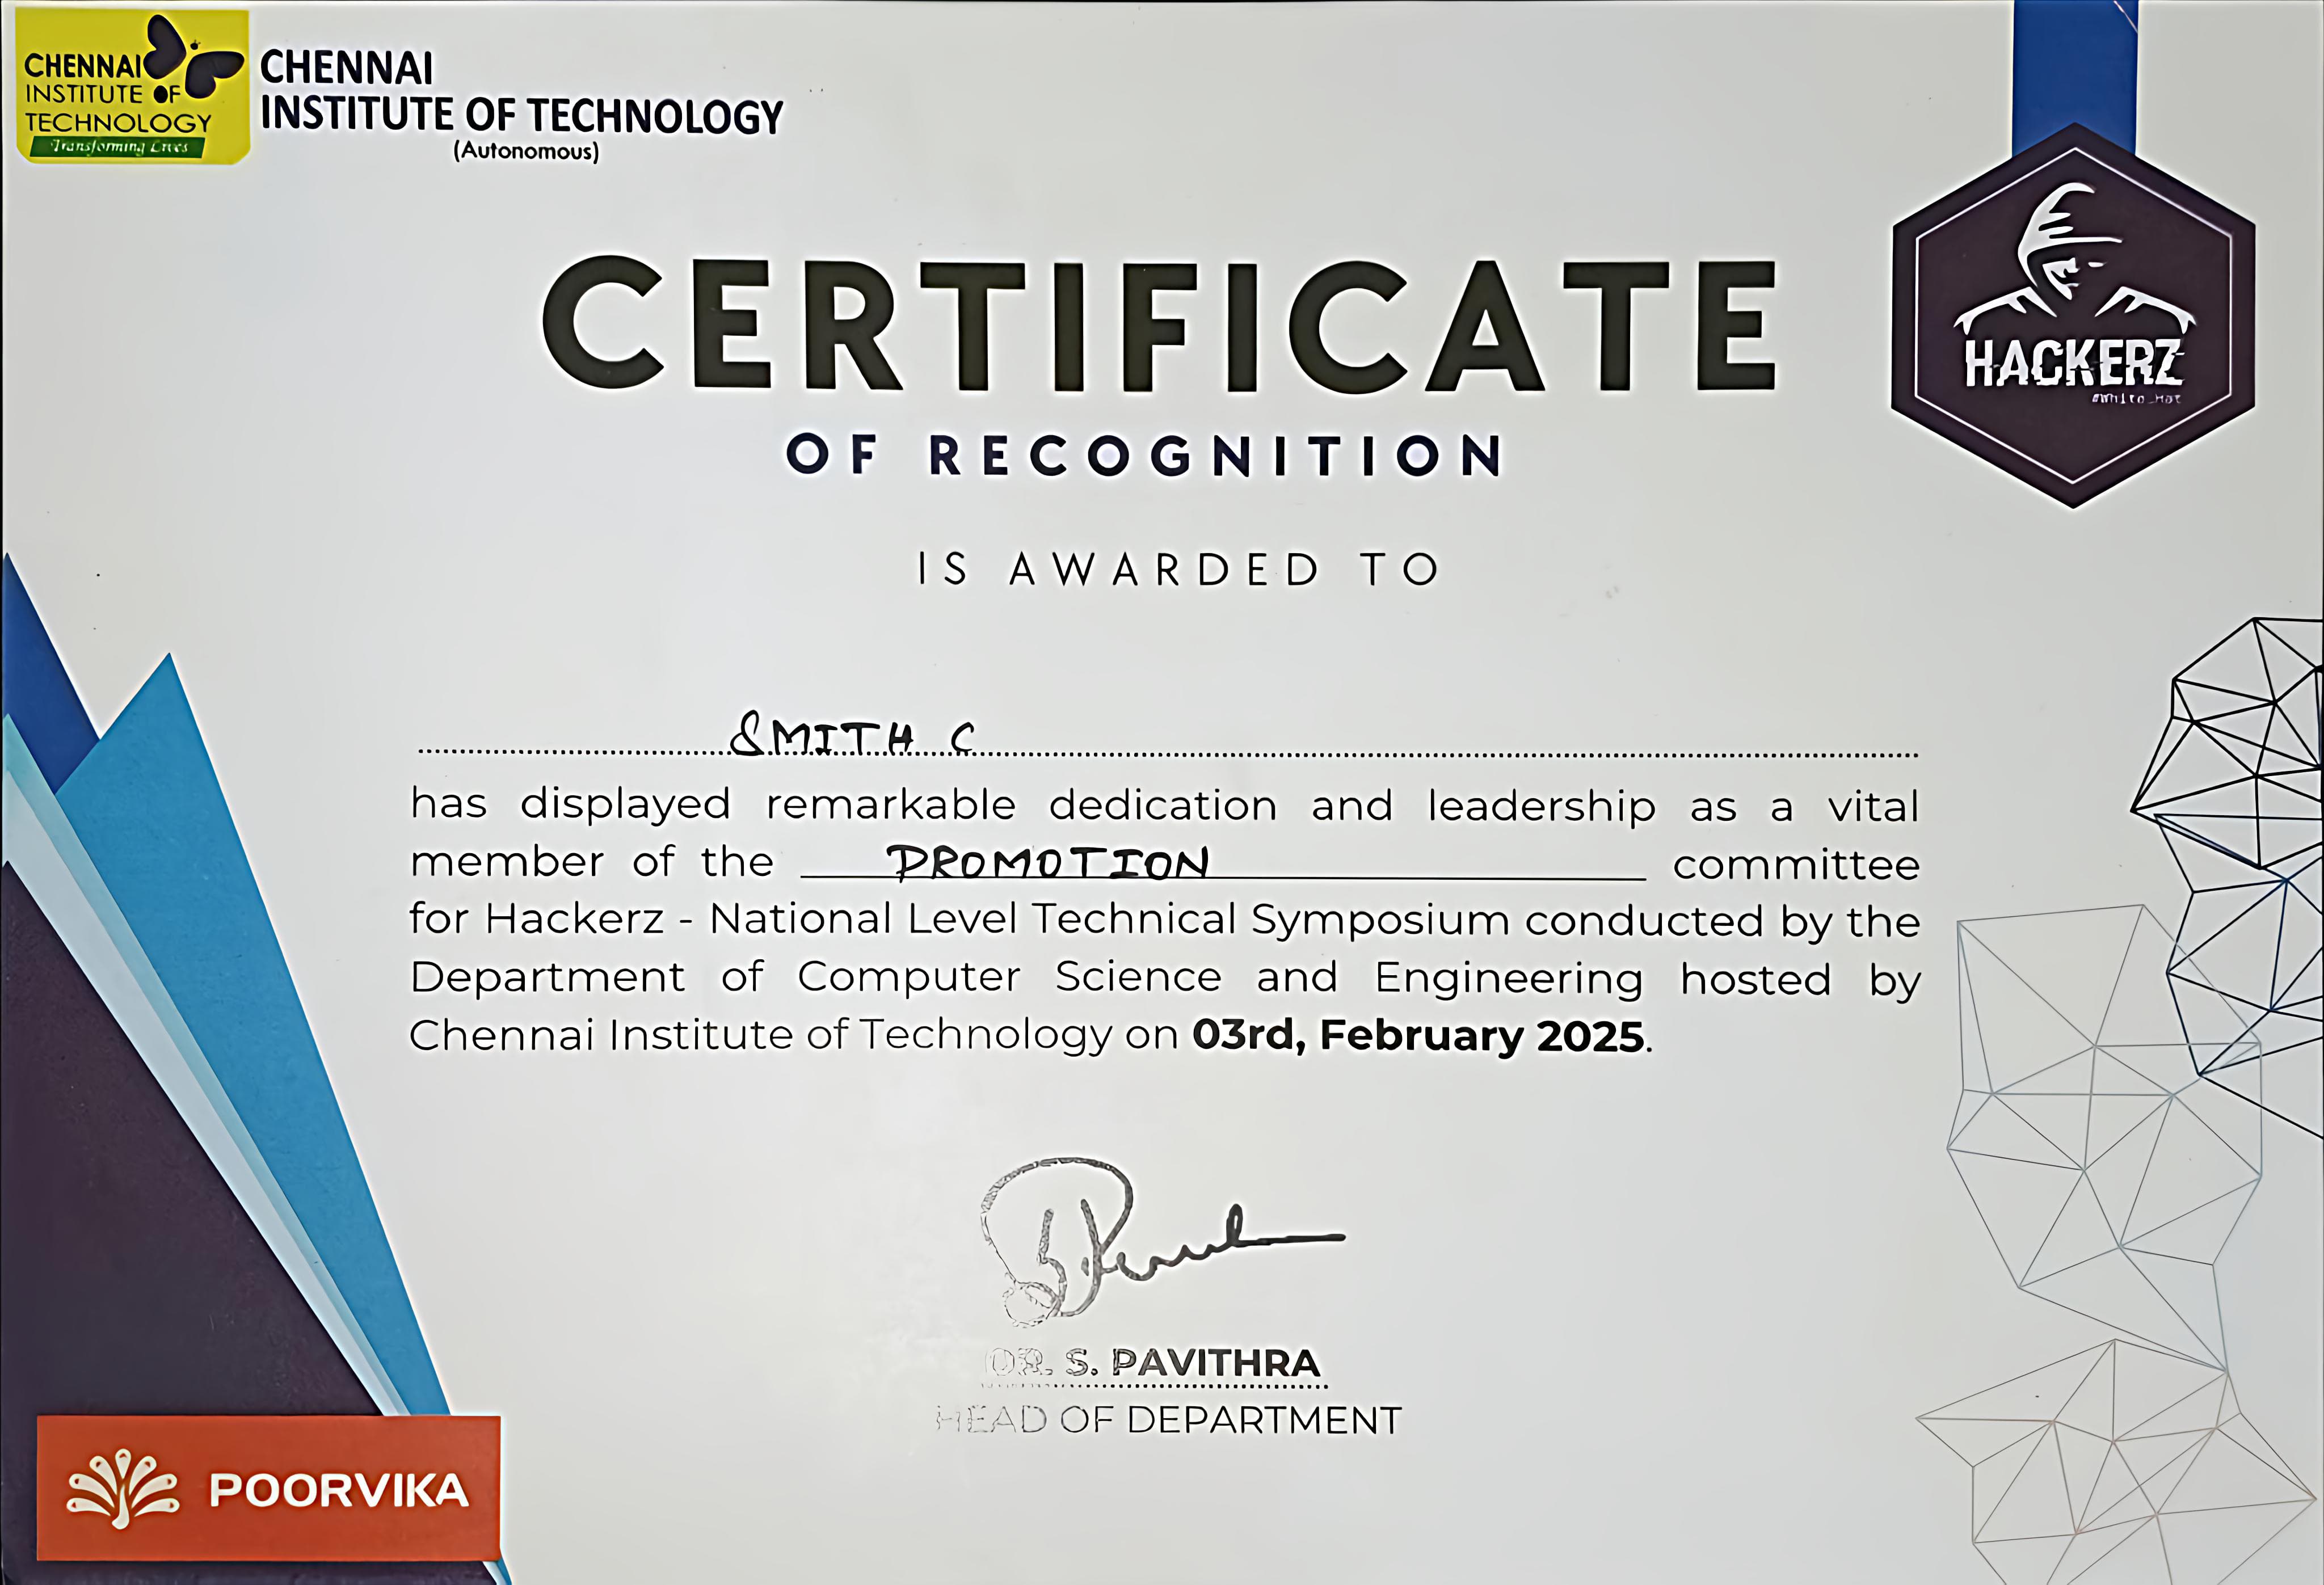 CHENNAI
INSTITUTE OF
TECHNOLOGY
Transforming Lives
CHENNAI
INSTITUTE OF TECHNOLOGY
(Autonomous)
HACKERZ
#White_Hat
CERTIFICATE
OF RECOGNITION
IS AWARDED TO
SMITH C
has displayed remarkable dedication and leadership as a vital
member of the PROMOTION committee
for Hackerz - National Level Technical Symposium conducted by the
Department of Computer Science and Engineering hosted by
Chennai Institute of Technology on 03rd, February 2025.
DR. S. PAVITHRA
HEAD OF DEPARTMENT
POORVIKA